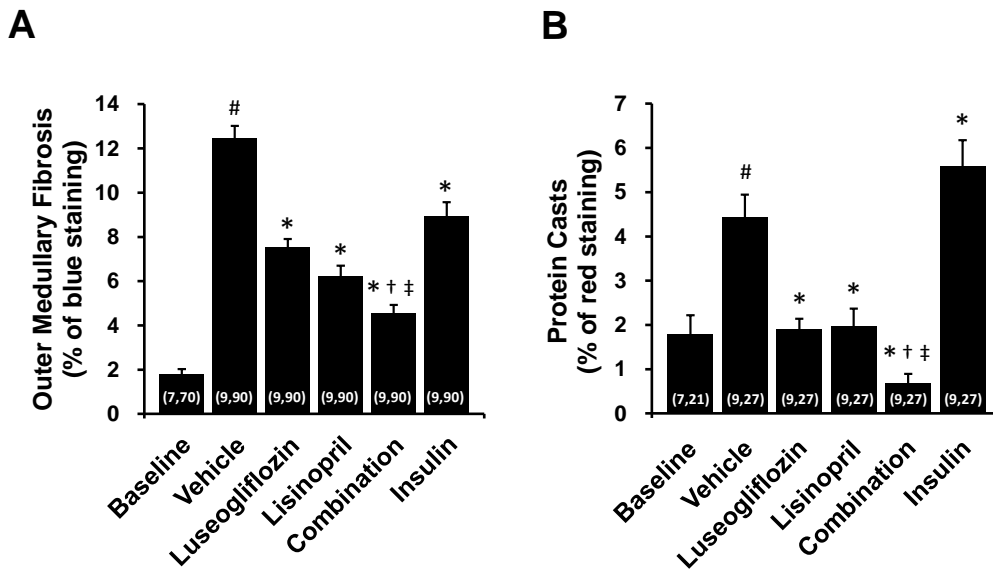 A
Outer Medullary Fibrosis
(% of blue staining)
14
12
10
8
6
4
2
0
#
*
*
* † ‡
*
(7,70)
(9,90)
(9,90)
(9,90)
(9,90)
(9,90)
Baseline
Vehicle
Luseogliflozin
Lisinopril
Combination
Insulin
B
Protein Casts
(% of red staining)
7
6
5
4
3
2
1
0
#
*
*
* † ‡
*
(7,21)
(9,27)
(9,27)
(9,27)
(9,27)
(9,27)
Baseline
Vehicle
Luseogliflozin
Lisinopril
Combination
Insulin